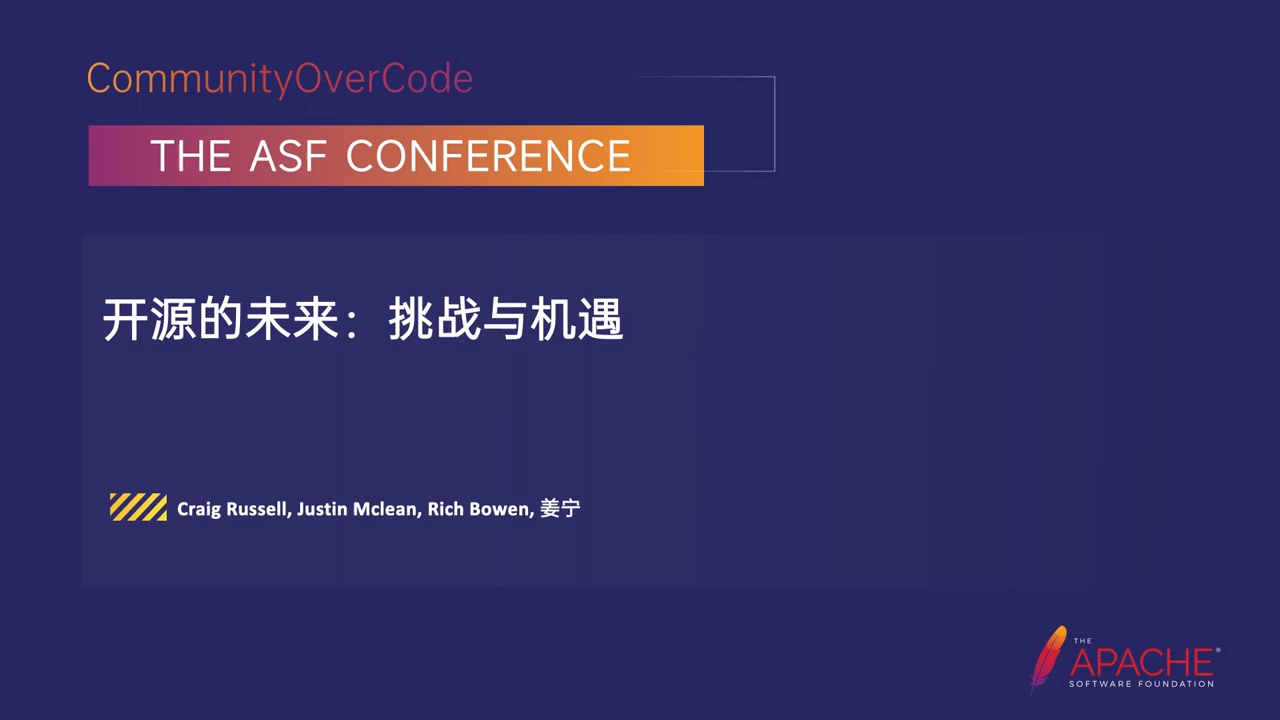 CommunityOverCode
THE ASF CONFERENCE
开源的未来：挑战与机遇
Craig Russell, Justin Mclean, Rich Bowen, 姜宁
THE
APACHE®
SOFTWARE FOUNDATION